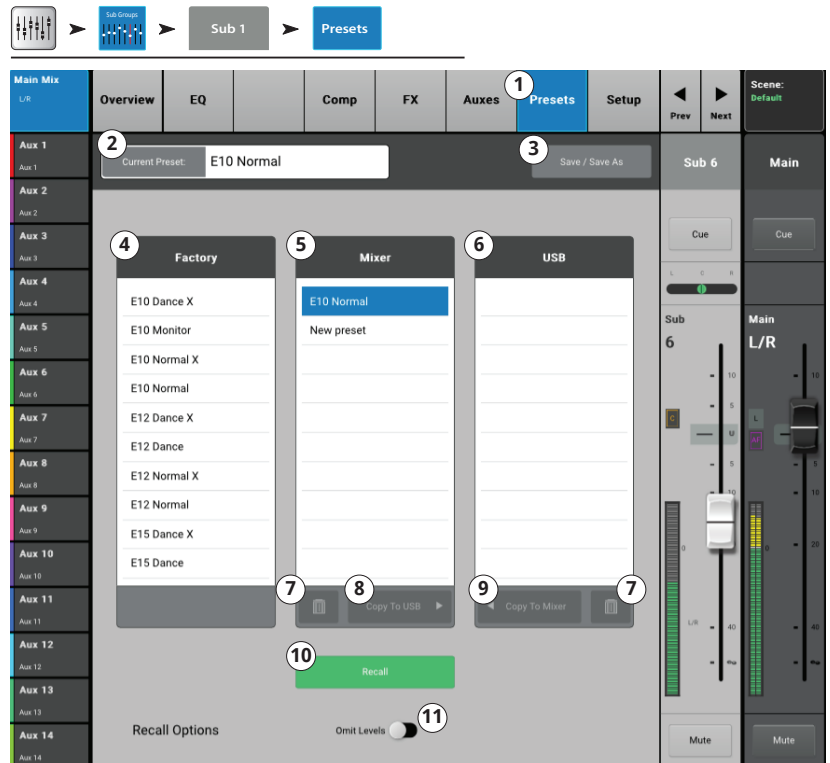 Sub Groups
Sub 1
Presets
Main Mix
L/R
Overview
EQ
Comp
FX
Auxes
1
Presets
Setup
Prev
Next
Scene:
Default
2
Current Preset:
E10 Normal
3
Save / Save As
Sub 6
Main
Aux 1
Aux 1
Aux 2
Aux 2
Aux 3
Aux 3
Aux 4
Aux 4
Aux 5
Aux 5
Aux 6
Aux 6
Aux 7
Aux 7
Aux 8
Aux 8
Aux 9
Aux 9
Aux 10
Aux 10
Aux 11
Aux 11
Aux 12
Aux 12
Aux 13
Aux 13
Aux 14
Aux 14
4
Factory
E10 Dance X
E10 Monitor
E10 Normal X
E10 Normal
E12 Dance X
E12 Dance
E12 Normal X
E12 Normal
E15 Dance X
E15 Dance
5
Mixer
E10 Normal
New preset
7
8
Copy To USB
6
USB
9
Copy To Mixer
7
10
Recall
Recall Options
Omit Levels
11
Cue
L C R
Sub
6
10
5
C
U
5
10
0
L/R
40
∞
Mute
Cue
Main
L/R
10
5
L
AF
5
10
0
20
40
∞
Mute